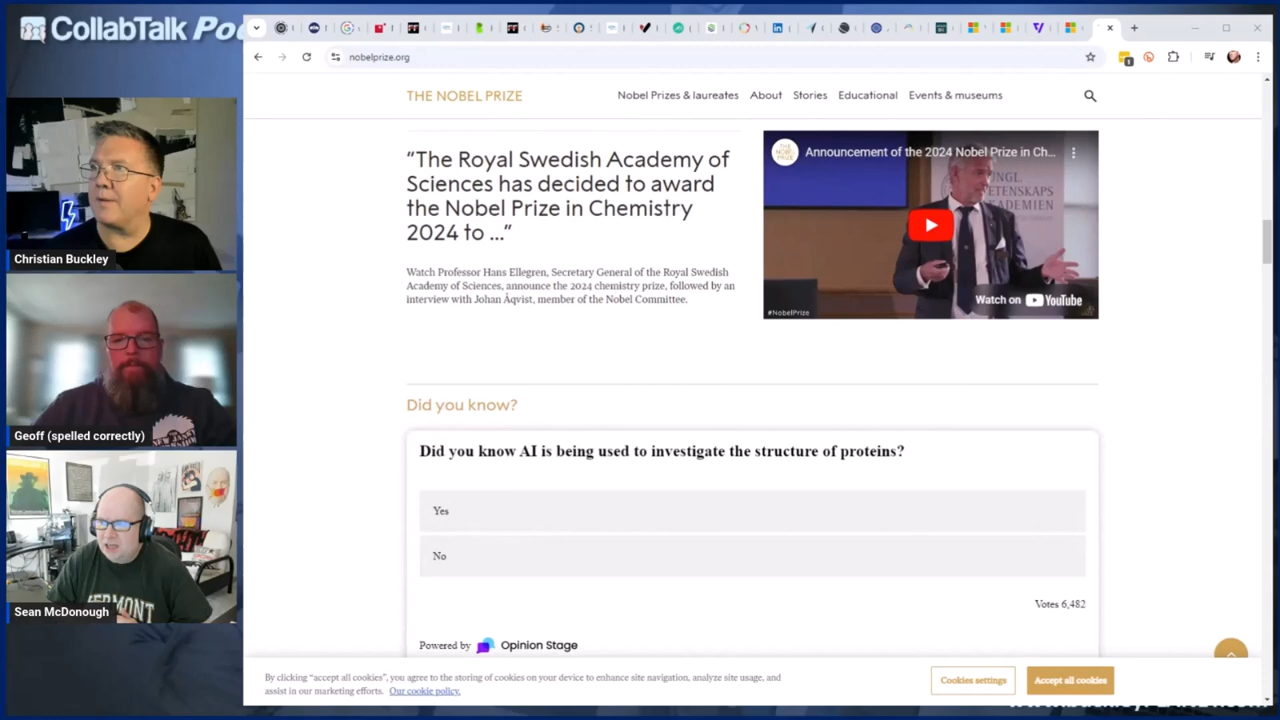 CollabTalk Po
nobelprize.org
THE NOBEL PRIZE
Nobel Prizes & laureates
About
Stories
Educational
Events & museums
“The Royal Swedish Academy of
Sciences has decided to award
the Nobel Prize in Chemistry
2024 to ...”
Watch Professor Hans Ellegren, Secretary General of the Royal Swedish
Academy of Sciences, announce the 2024 chemistry prize, followed by an
interview with Johan Åqvist, member of the Nobel Committee.
THE
NOBEL
PRIZE
Announcement of the 2024 Nobel Prize in Ch...
Watch on YouTube
#NobelPrize
Christian Buckley
Geoff (spelled correctly)
Sean McDonough
Did you know?
Did you know AI is being used to investigate the structure of proteins?
Yes
No
Votes 6,482
Powered by Opinion Stage
By clicking “accept all cookies”, you agree to the storing of cookies on your device to enhance site navigation, analyze site usage, and
assist in our marketing efforts. Our cookie policy.
Cookies settings
Accept all cookies